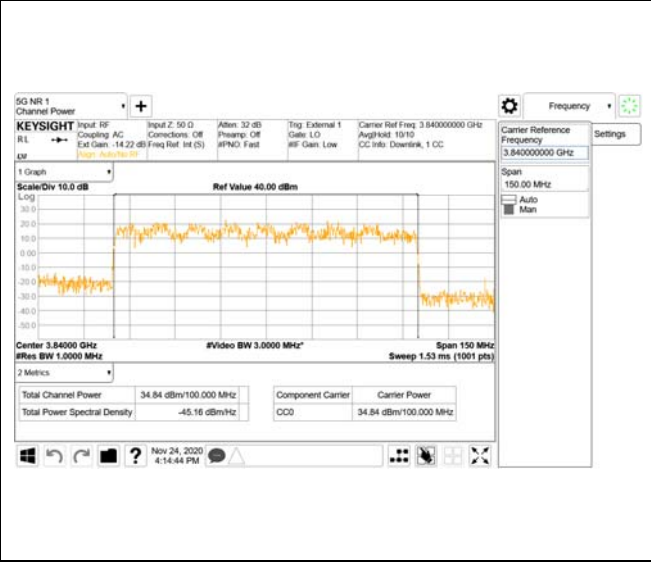 5G NR 1
Channel Power
Frequency
KEYSIGHT
Input: RF
Input Z: 50 Ω
Atten: 32 dB
Trig: External 1
Carrier Ref Freq: 3.840000000 GHz
RL
Coupling: AC
Corrections: Off
Preamp: Off
Gate: LO
Avg|Hold: 10/10
Ext Gain: -14.22 dB
Freq Ref: Int (S)
#PNO: Fast
#IF Gain: Low
CC Info: Downlink, 1 CC
Align: Auto/No RF
Carrier Reference
Frequency
3.840000000 GHz
Settings
Span
150.00 MHz
Auto
Man
1 Graph
Scale/Div 10.0 dB
Ref Value 40.00 dBm
Log
30.0
20.0
10.0
0.00
-10.0
-20.0
-30.0
-40.0
-50.0
Center 3.84000 GHz
#Video BW 3.0000 MHz*
Span 150 MHz
#Res BW 1.0000 MHz
Sweep 1.53 ms (1001 pts)
2 Metrics
Total Channel Power
34.84 dBm/100.000 MHz
Total Power Spectral Density
-45.16 dBm/Hz
Component Carrier
Carrier Power
CC0
34.84 dBm/100.000 MHz
?
Nov 24, 2020
4:14:44 PM